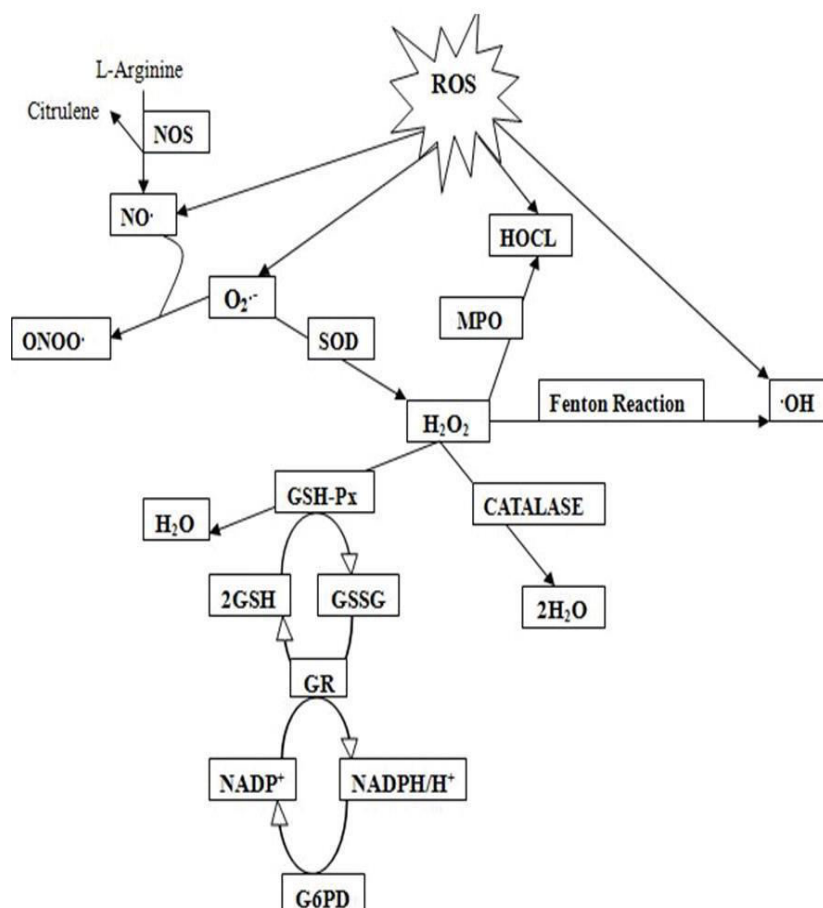 ROS
L-Arginine
Citrulene
NOS
NO·
HOCL
O₂·⁻
MPO
ONOO·
SOD
Fenton Reaction
·OH
H₂O₂
GSH-Px
CATALASE
H₂O
2GSH
GSSG
2H₂O
GR
NADP⁺
NADPH/H⁺
G6PD